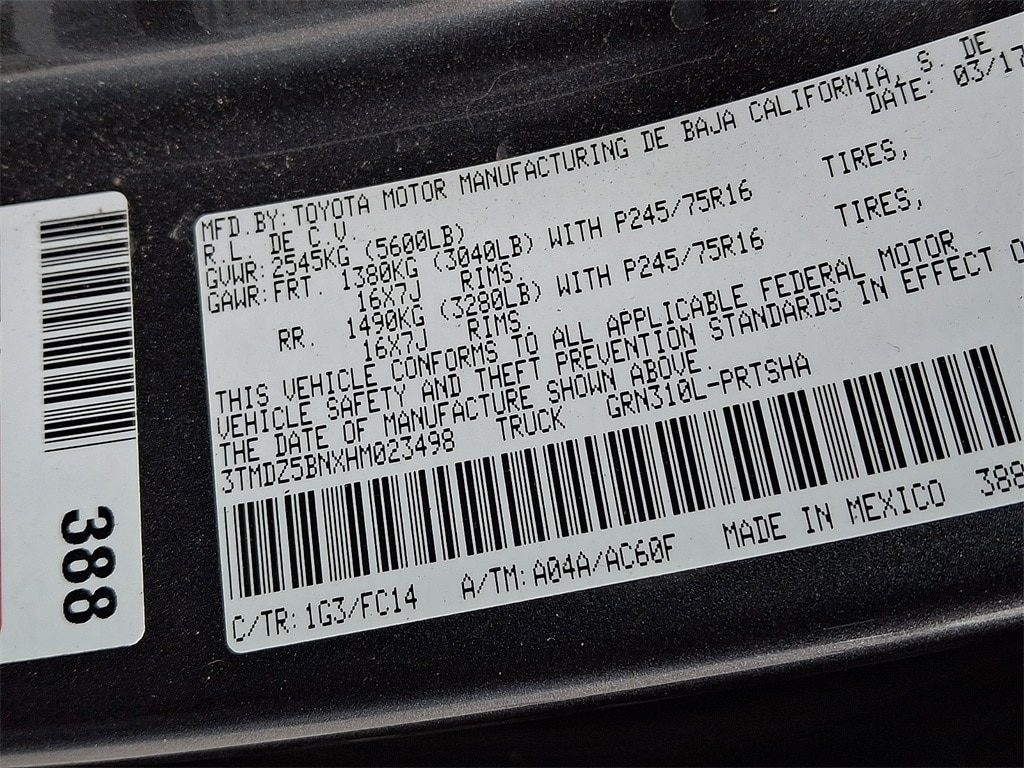 MFD.BY:TOYOTA MOTOR MANUFACTURING DE BAJA CALIFORNIA, S. DE
R.L. DE C.V. DATE: 03/17
GVWR:2545KG (5600LB)
GAWR:FRT. 1380KG (3040LB) WITH P245/75R16 TIRES,
16X7J RIMS.
RR. 1490KG (3280LB) WITH P245/75R16 TIRES,
16X7J RIMS.
THIS VEHICLE CONFORMS TO ALL APPLICABLE FEDERAL MOTOR
VEHICLE SAFETY AND THEFT PREVENTION STANDARDS IN EFFECT O
THE DATE OF MANUFACTURE SHOWN ABOVE.
3TMDZ5BNXHM023498 TRUCK GRN310L-PRTSHA
C/TR:1G3/FC14 A/TM:A04A/AC60F MADE IN MEXICO 388
388